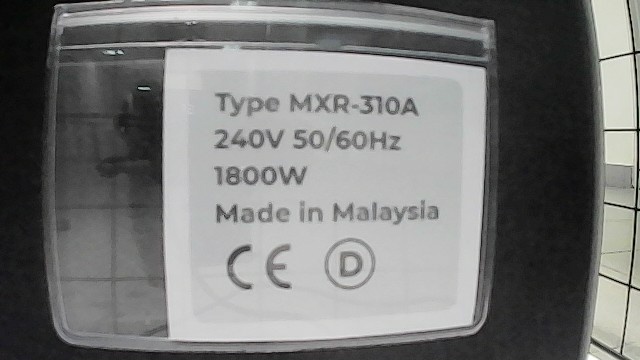 Type MXR-310A
240V 50/60Hz
1800W
Made in Malaysia
CE D